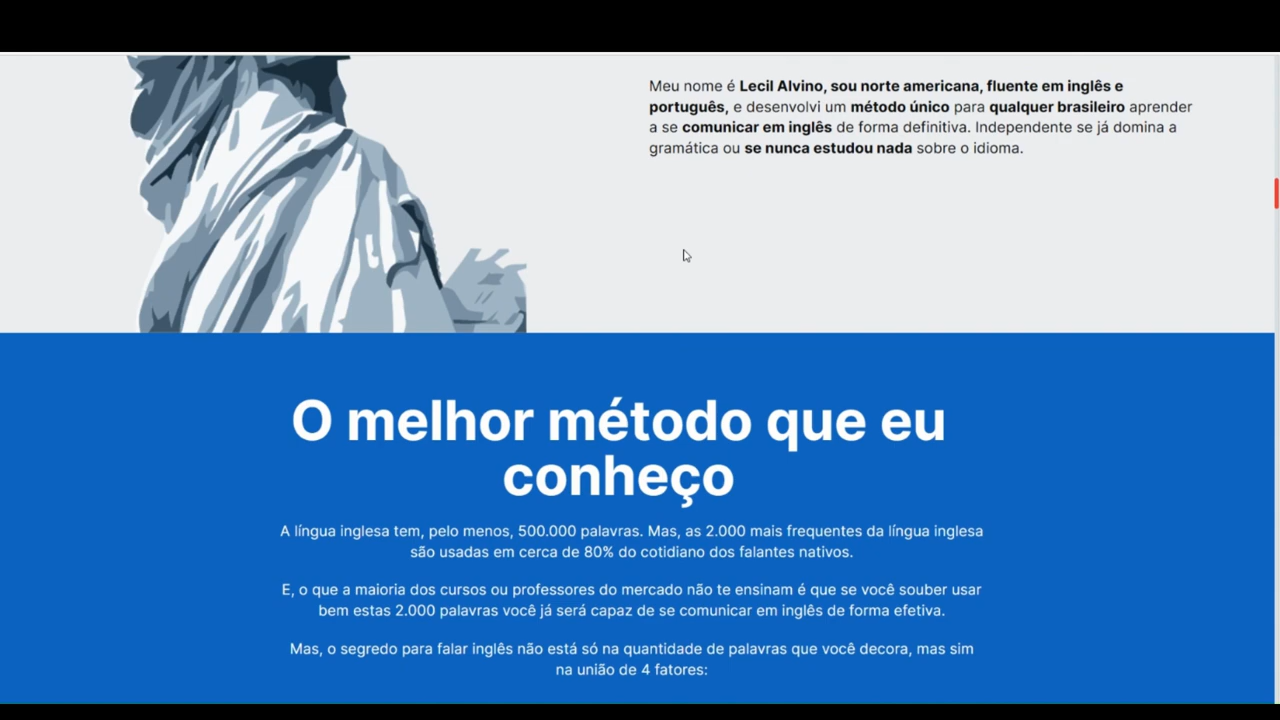 Meu nome é Lecil Alvino, sou norte americana, fluente em inglês e
português, e desenvolvi um método único para qualquer brasileiro aprender
a se comunicar em inglês de forma definitiva. Independente se já domina a
gramática ou se nunca estudou nada sobre o idioma.
O melhor método que eu
conheço
A língua inglesa tem, pelo menos, 500.000 palavras. Mas, as 2.000 mais frequentes da língua inglesa
são usadas em cerca de 80% do cotidiano dos falantes nativos.
E, o que a maioria dos cursos ou professores do mercado não te ensinam é que se você souber usar
bem estas 2.000 palavras você já será capaz de se comunicar em inglês de forma efetiva.
Mas, o segredo para falar inglês não está só na quantidade de palavras que você decora, mas sim
na união de 4 fatores: